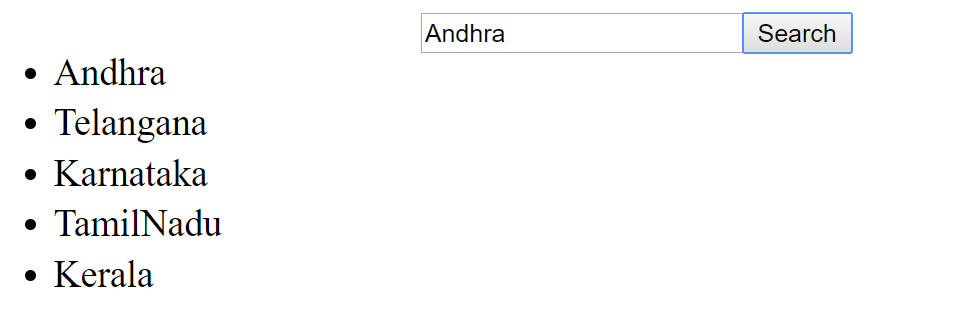 Andhra Search
• Andhra
• Telangana
• Karnataka
• TamilNadu
• Kerala